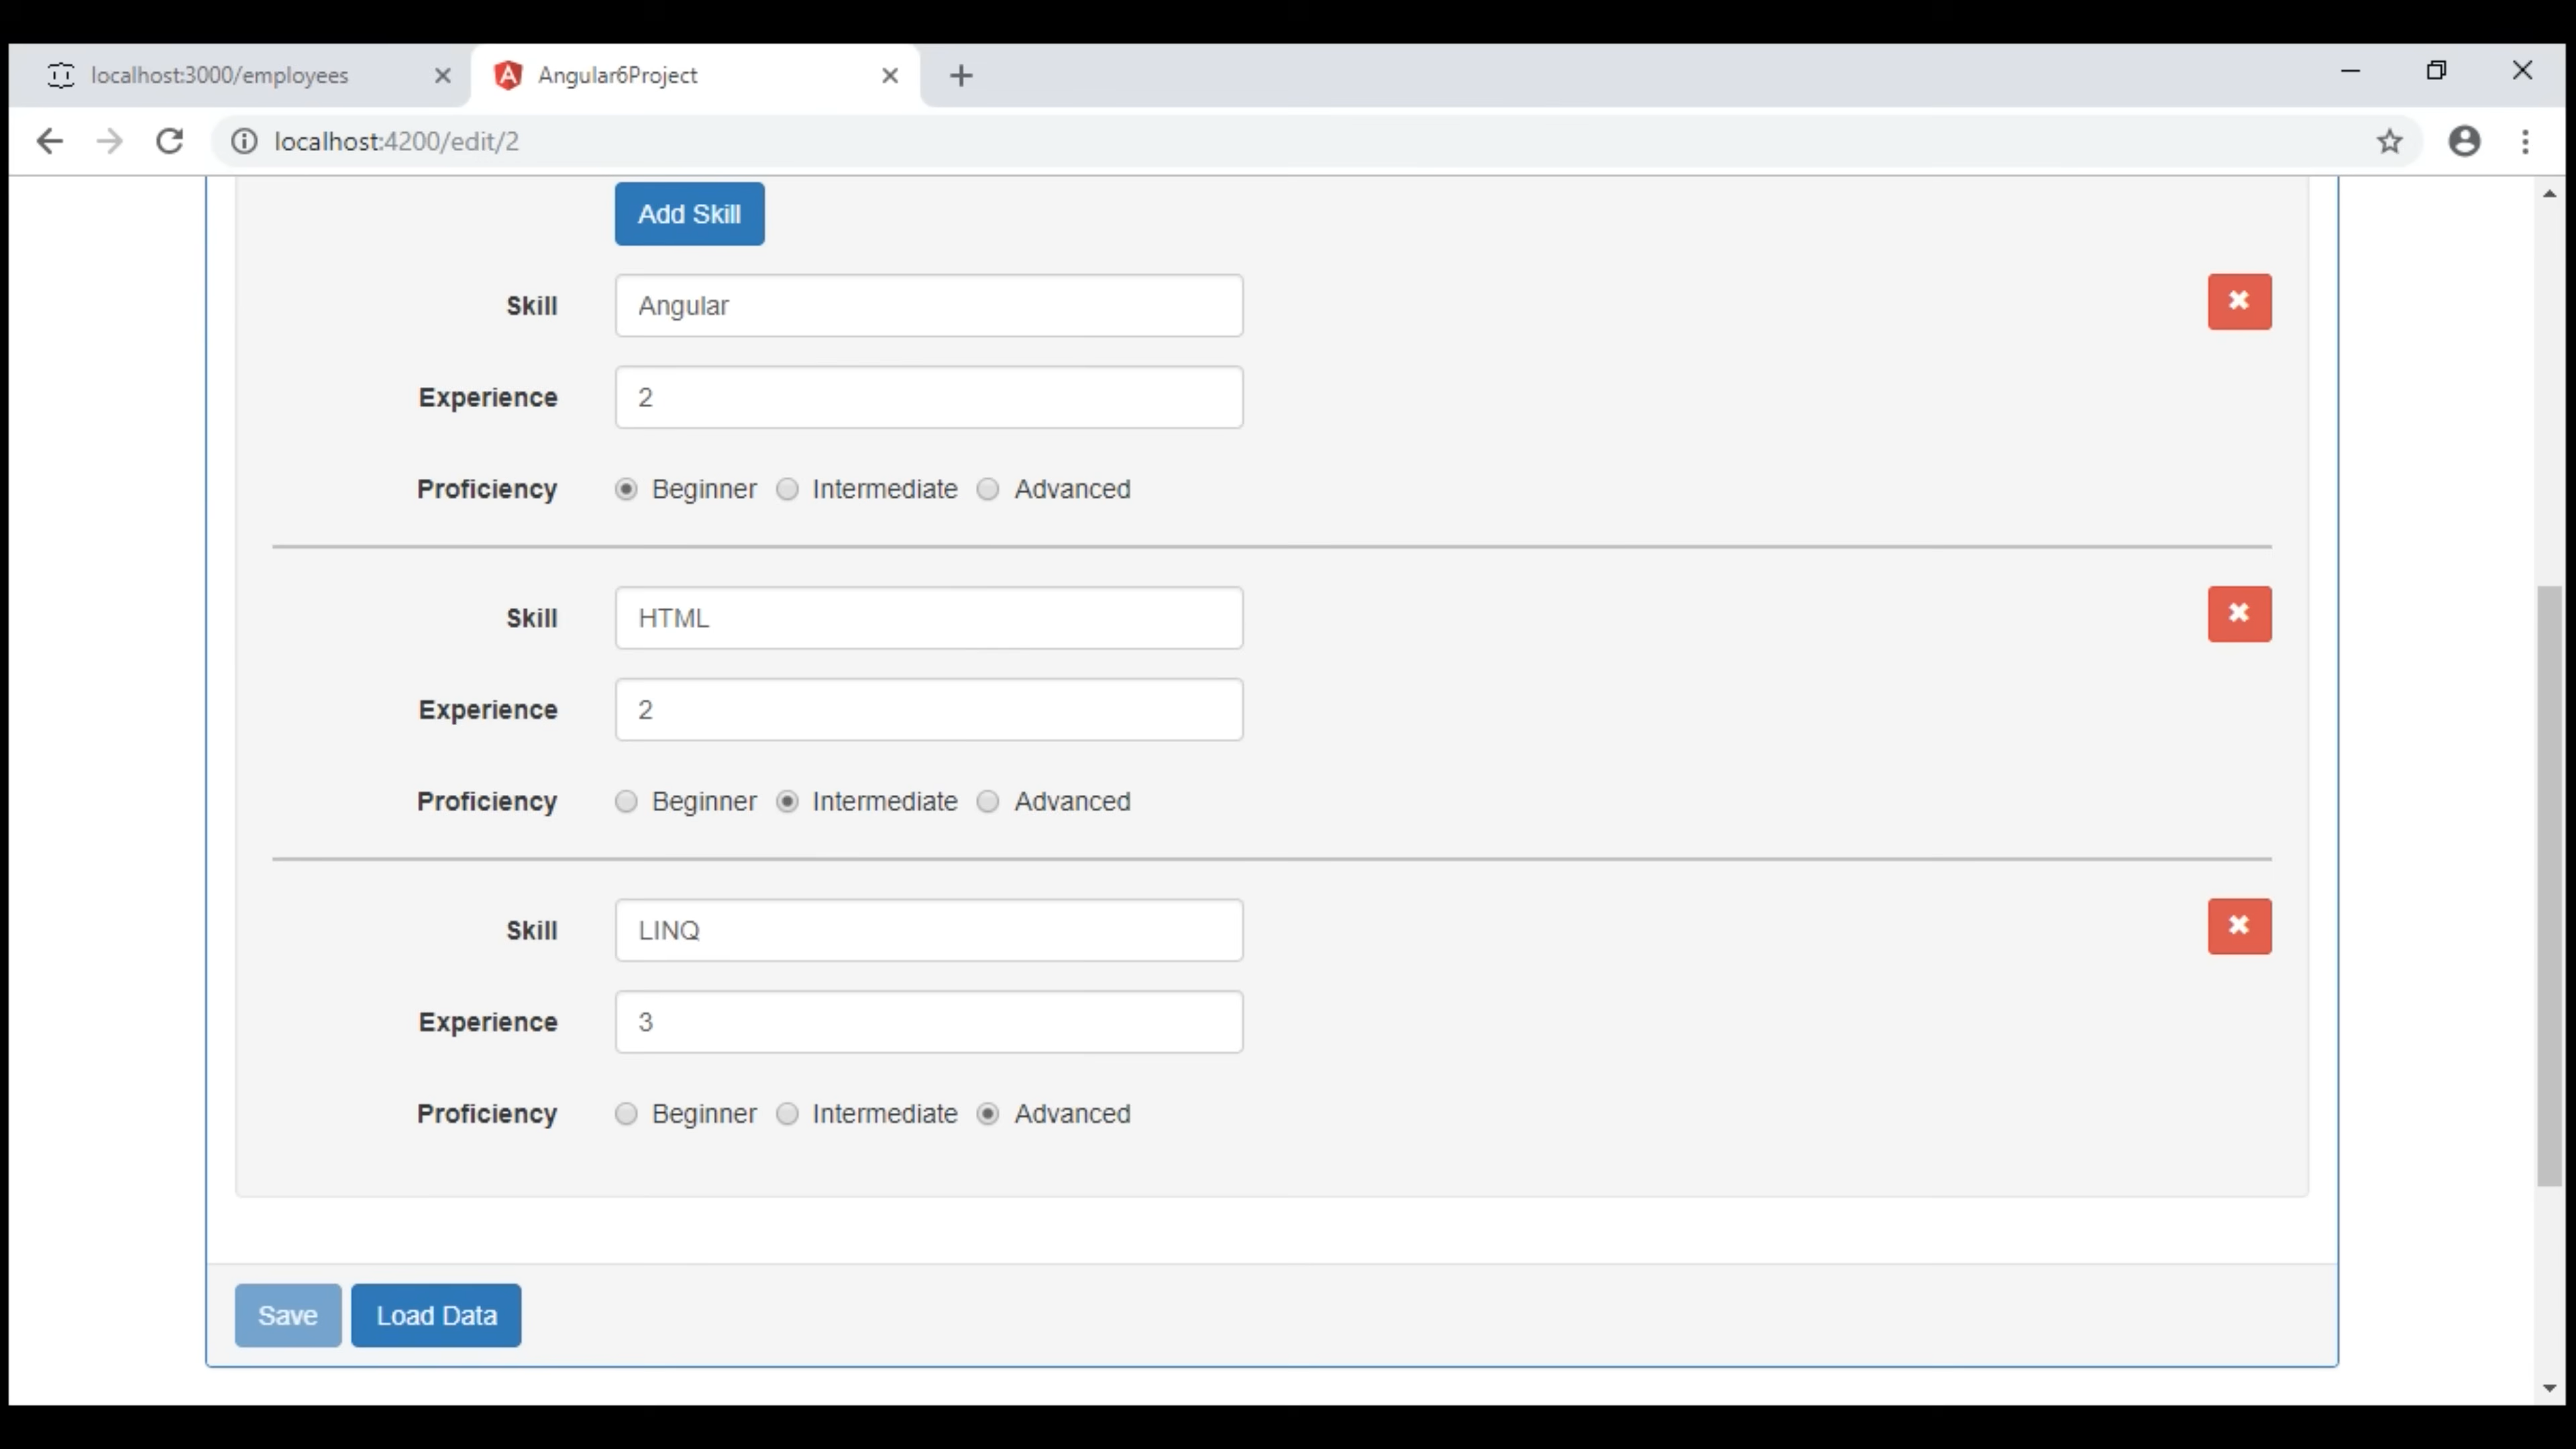 localhost:3000/employees
Angular6Project
localhost:4200/edit/2
Add Skill
Skill Angular
Experience 2
Proficiency Beginner Intermediate Advanced
Skill HTML
Experience 2
Proficiency Beginner Intermediate Advanced
Skill LINQ
Experience 3
Proficiency Beginner Intermediate Advanced
Save Load Data